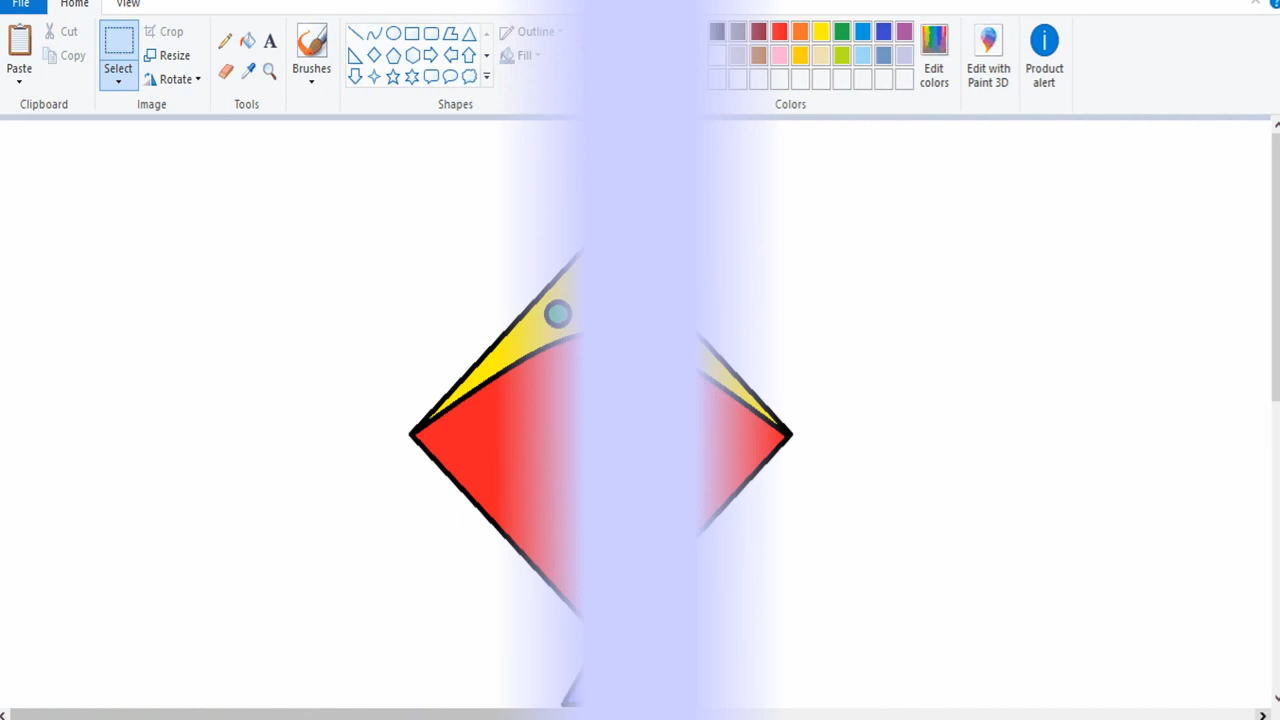 File Home View
Cut
Copy
Paste
Clipboard
Select
Crop
Resize
Rotate
Image
A
Tools
Brushes
Outline
Fill
Shapes
Colors
Edit colors
Edit with Paint 3D
Product alert